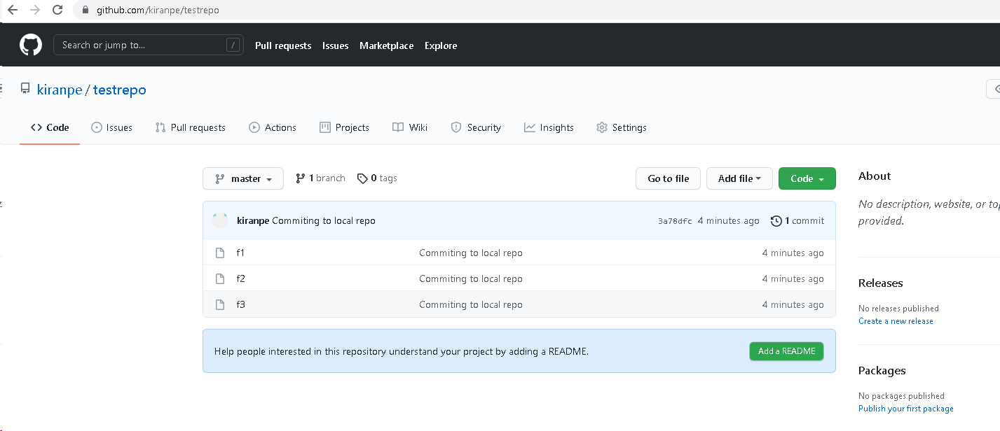 github.com/kiranpe/testrepo
Search or jump to... / Pull requests Issues Marketplace Explore
kiranpe / testrepo
Code Issues Pull requests Actions Projects Wiki Security Insights Settings
master 1 branch 0 tags Go to file Add file Code
kiranpe Commiting to local repo 3a78dfc 4 minutes ago 1 commit
f1 Commiting to local repo 4 minutes ago
f2 Commiting to local repo 4 minutes ago
f3 Commiting to local repo 4 minutes ago
Help people interested in this repository understand your project by adding a README. Add a README
About
No description, website, or
provided.
Releases
No releases published
Create a new release
Packages
No packages published
Publish your first package